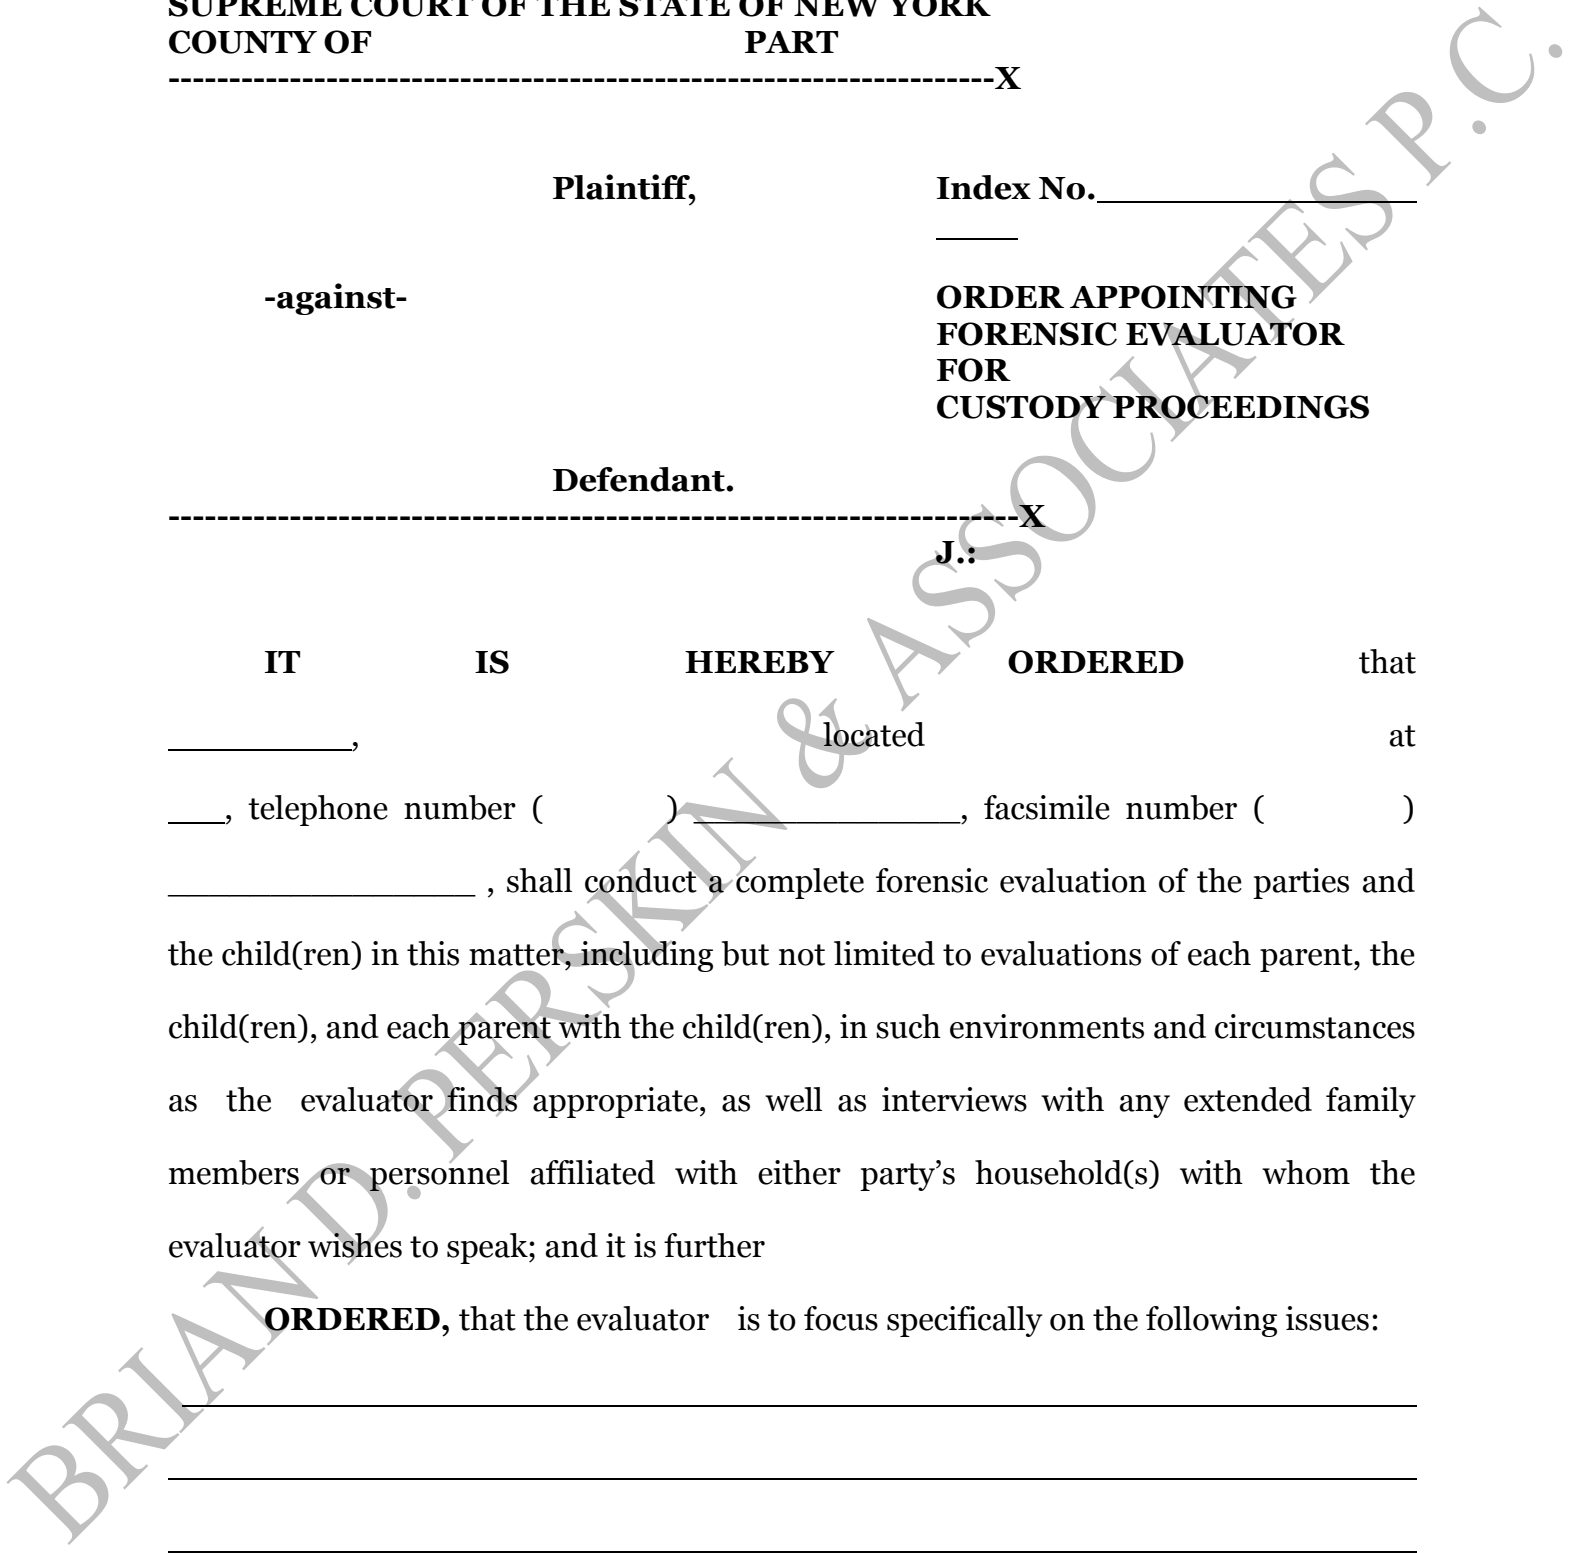 SUPREME COURT OF THE STATE OF NEW YORK
COUNTY OF PART
--------------------------------------------------------------------X
Plaintiff, Index No.____________________
_____
-against- ORDER APPOINTING
FORENSIC EVALUATOR
FOR
CUSTODY PROCEEDINGS
Defendant.
----------------------------------------------------------------------X
J.:
IT IS HEREBY ORDERED that
___________, located at
___, telephone number ( ) _____________, facsimile number ( )
_______________ , shall conduct a complete forensic evaluation of the parties and
the child(ren) in this matter, including but not limited to evaluations of each parent, the
child(ren), and each parent with the child(ren), in such environments and circumstances
as the evaluator finds appropriate, as well as interviews with any extended family
members or personnel affiliated with either party’s household(s) with whom the
evaluator wishes to speak; and it is further
ORDERED, that the evaluator is to focus specifically on the following issues:
BRIAN D. PERSKIN & ASSOCIATES P.C.